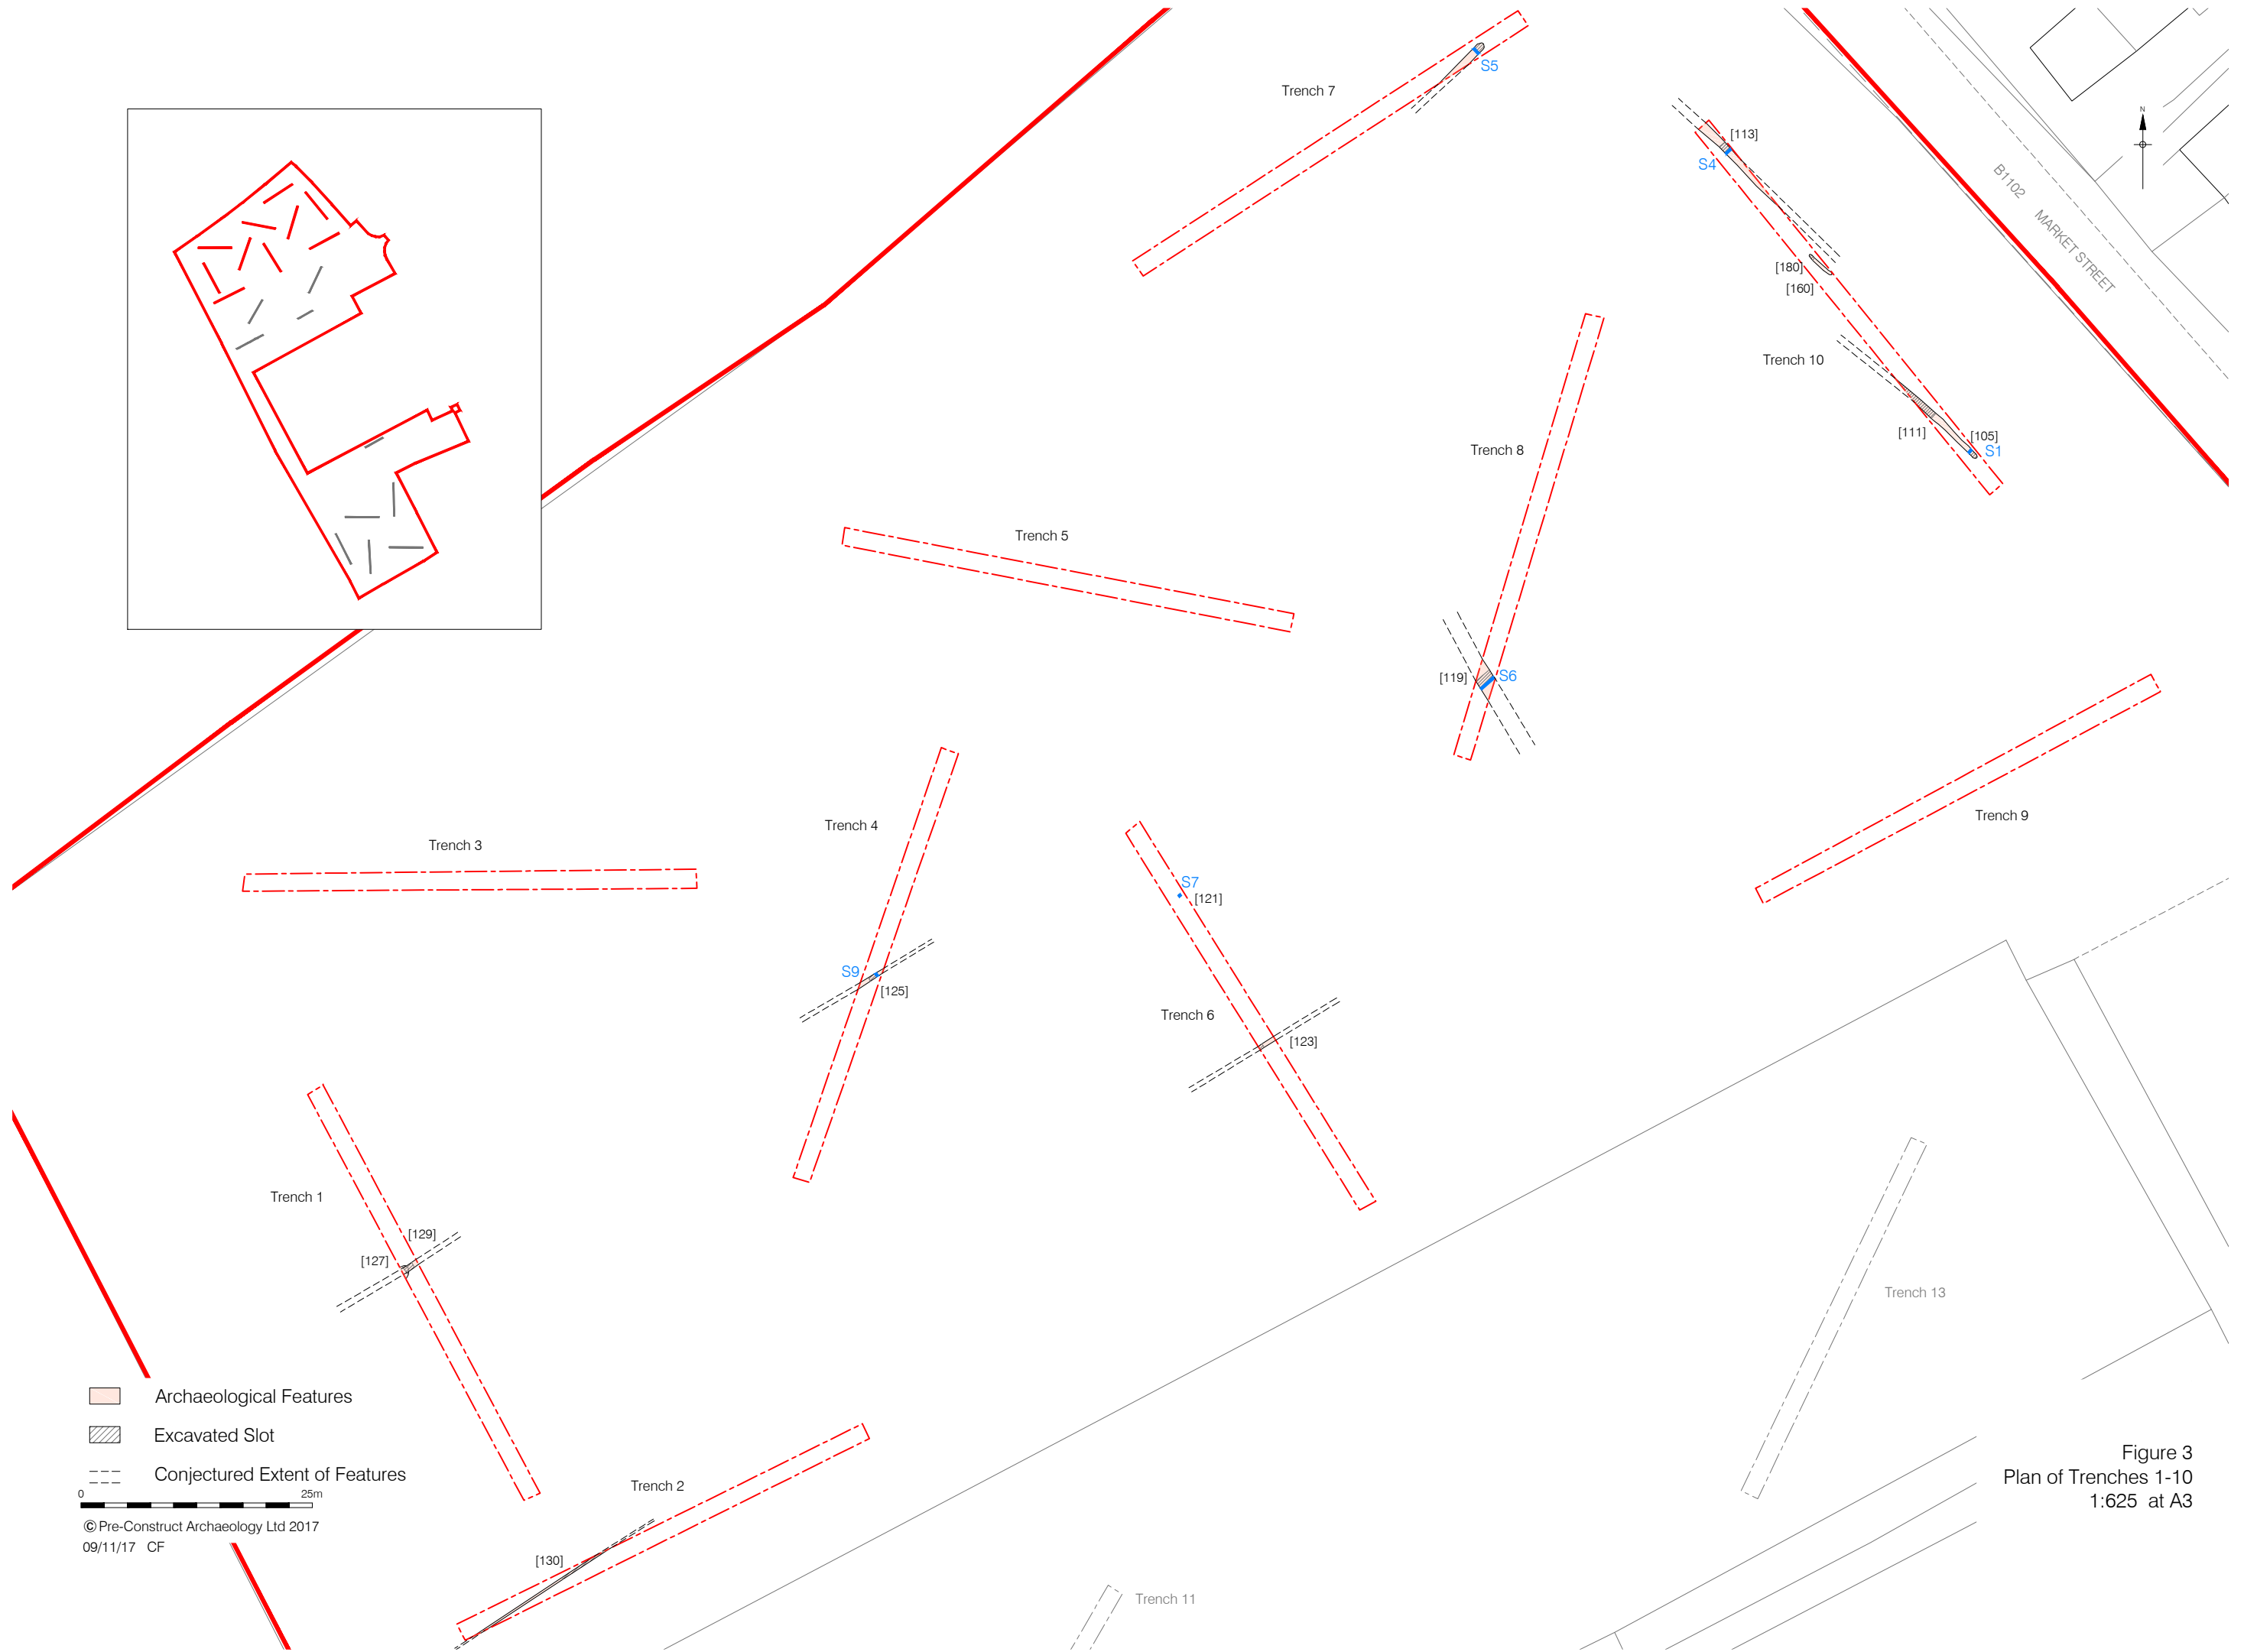 Trench 7
S5
[113]
S4
N
B1102 MARKET STREET
[180]
[160]
Trench 10
[111]
[105]
S1
Trench 8
Trench 5
[119]
S6
Trench 9
Trench 3
Trench 4
S7
[121]
S9
[125]
Trench 6
[123]
Trench 1
[129]
[127]
Trench 13
Archaeological Features
Excavated Slot
Conjectured Extent of Features
0 25m
© Pre-Construct Archaeology Ltd 2017
09/11/17 CF
Trench 2
[130]
Trench 11
Figure 3
Plan of Trenches 1-10
1:625 at A3